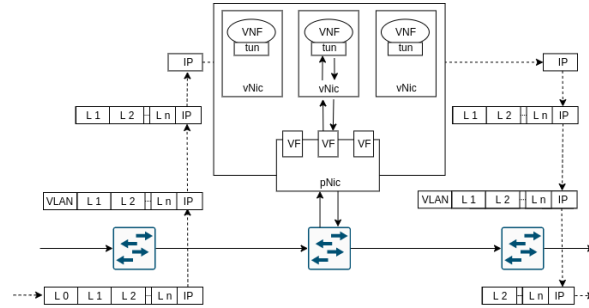 VNF VNF VNF
tun tun tun
IP IP
vNic vNic vNic
L 1 L 2 ... L n IP L 1 L 2 ... L n IP
VF VF VF
pNic
VLAN L 1 L 2 ... L n IP VLAN L 1 L 2 ... L n IP
L 0 L 1 L 2 ... L n IP L 2 ... L n IP